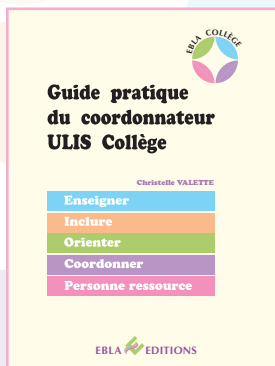 EBLA COLLÈGE
Guide pratique
du coordonnateur
ULIS Collège
Christelle VALETTE
Enseigner
Inclure
Orienter
Coordonner
Personne ressource
EBLA EDITIONS